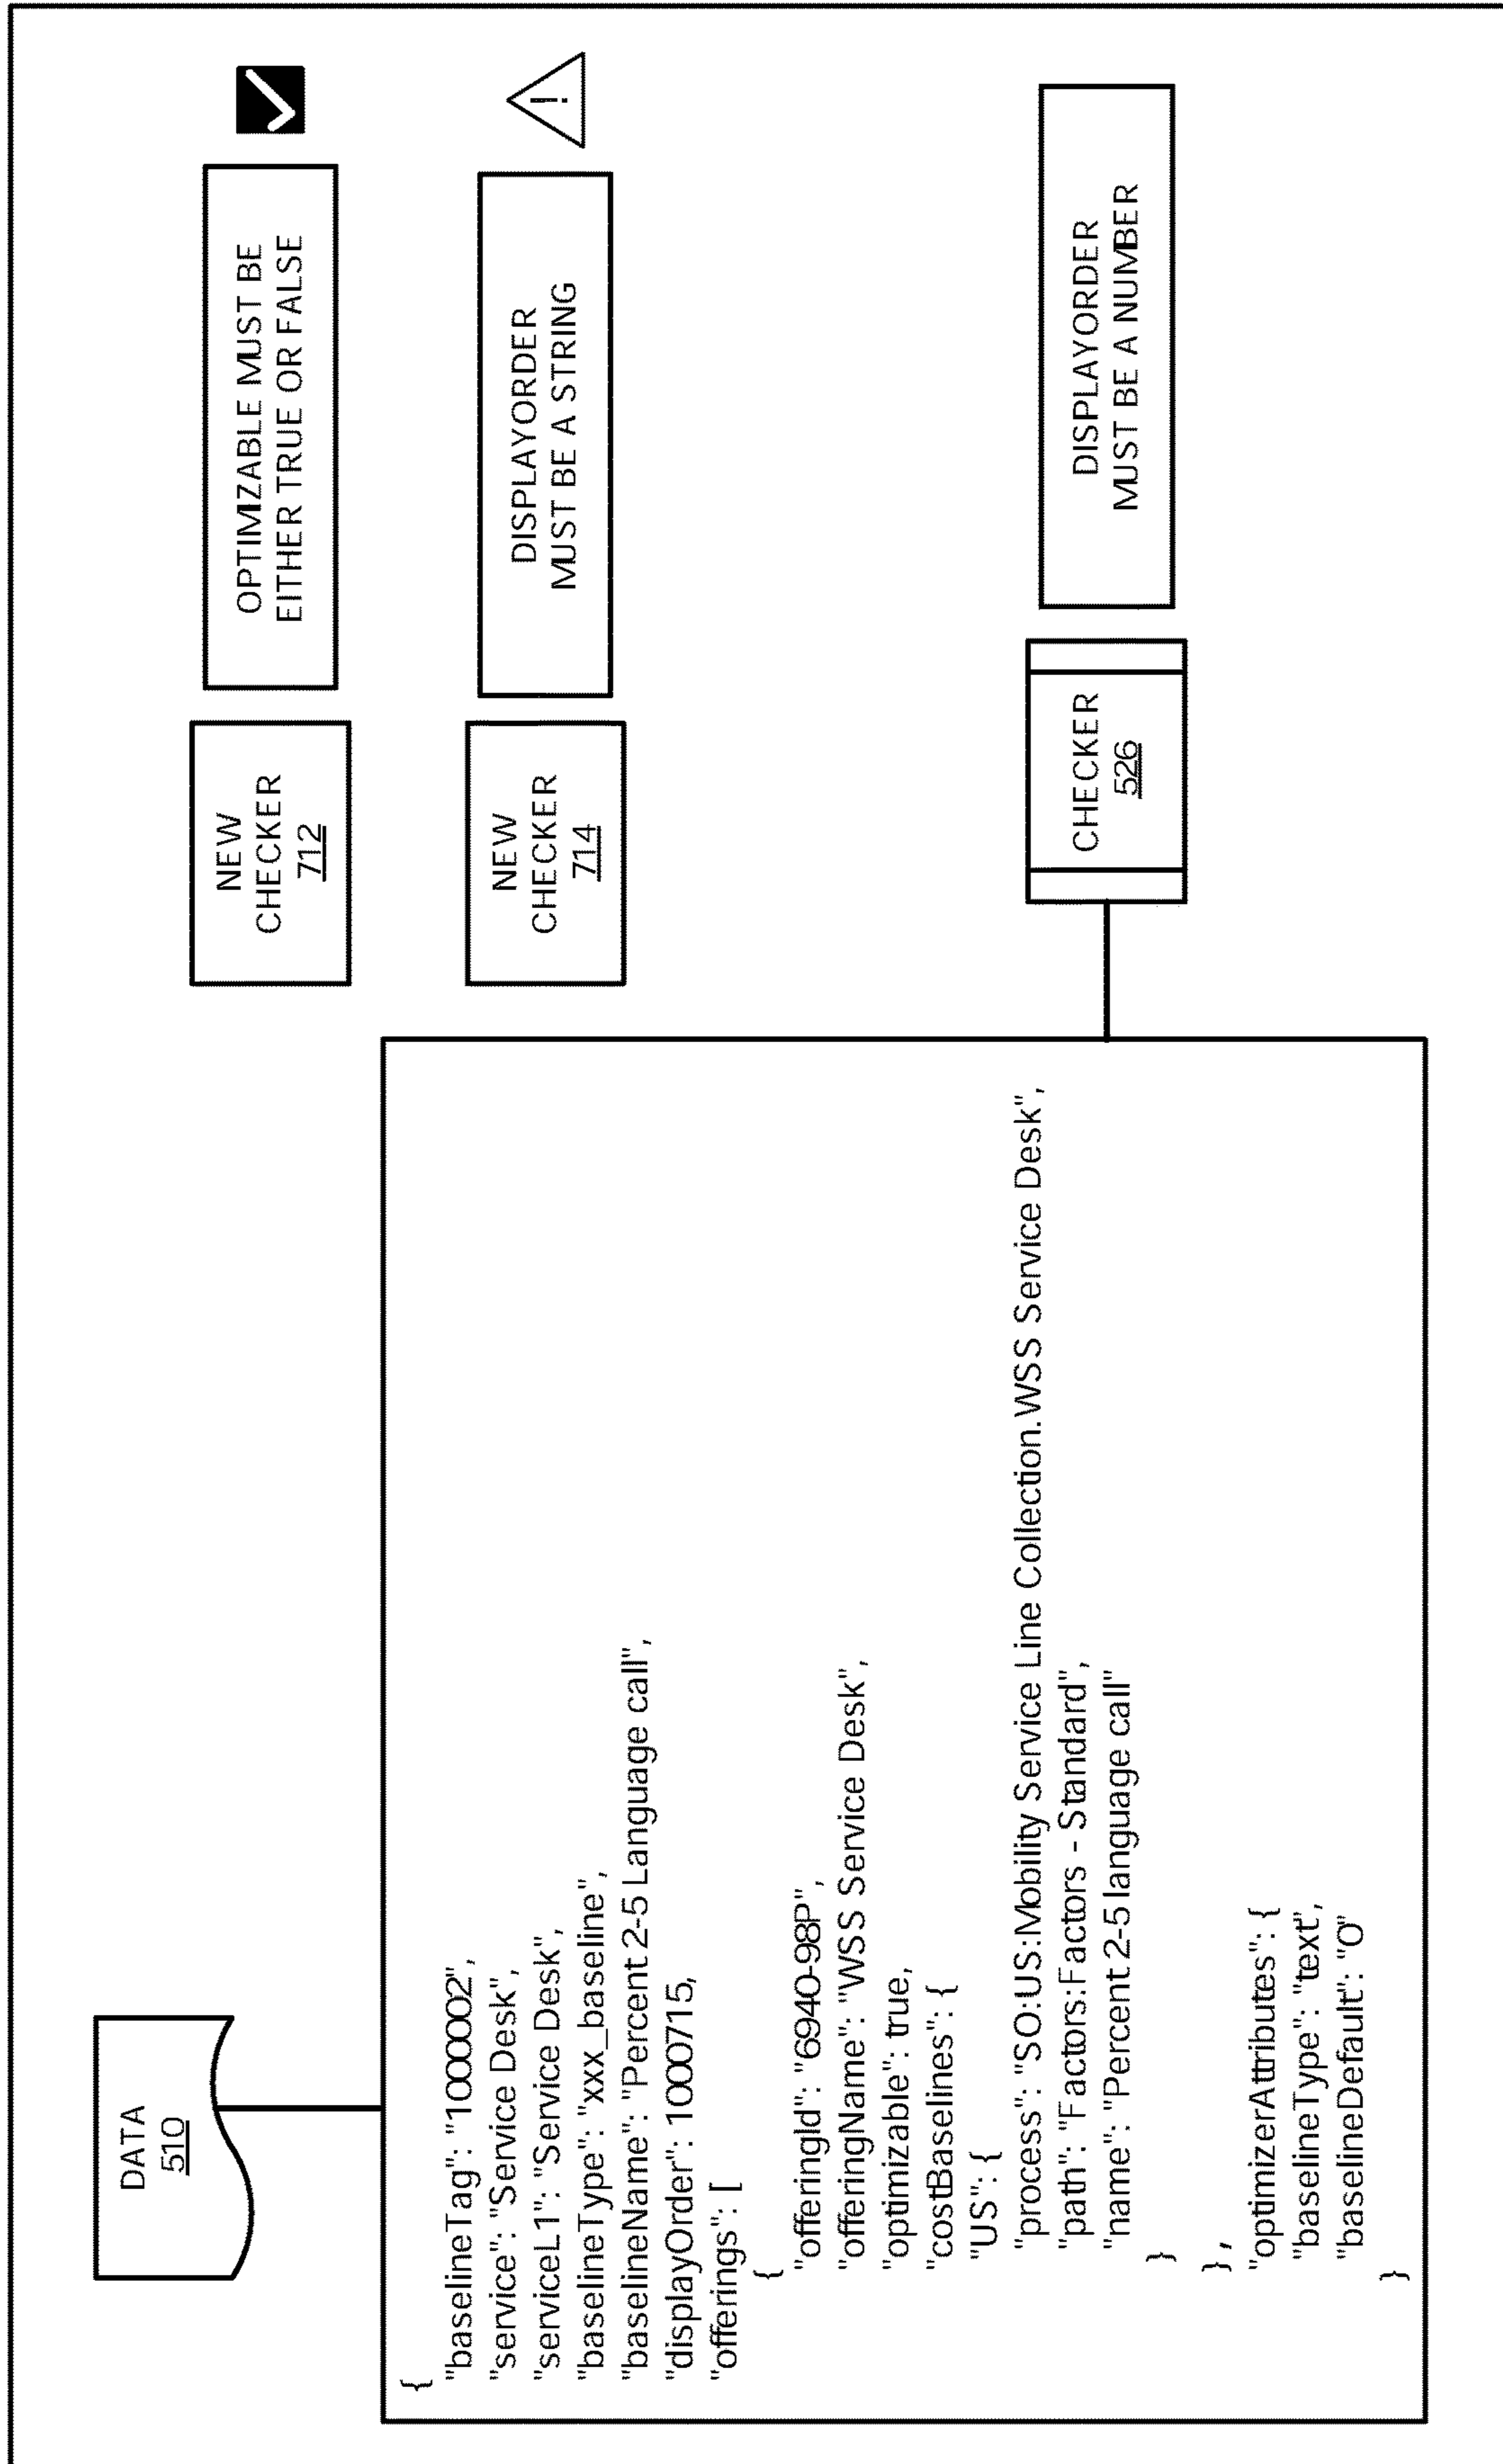 DATA
510
{
"baselineTag": "1000002",
"service": "Service Desk",
"serviceL1": "Service Desk",
"baselineType": "xxx_baseline",
"baselineName": "Percent 2-5 Language call",
"displayOrder": 1000715,
"offerings": [
{
"offeringId": "6940-98P",
"offeringName": "WSS Service Desk",
"optimizable": true,
"costBaselines": {
"US": {
"process": "SO:US:Mobility Service Line Collection.WSS Service Desk",
"path": "Factors:Factors - Standard",
"name": "Percent 2-5 language call"
}
},
"optimizerAttributes": {
"baselineType": "text",
"baselineDefault": "0"
}
NEW
CHECKER
712
OPTIMIZABLE MUST BE
EITHER TRUE OR FALSE
NEW
CHECKER
714
DISPLAYORDER
MUST BE A STRING
!
CHECKER
526
DISPLAYORDER
MUST BE A NUMBER